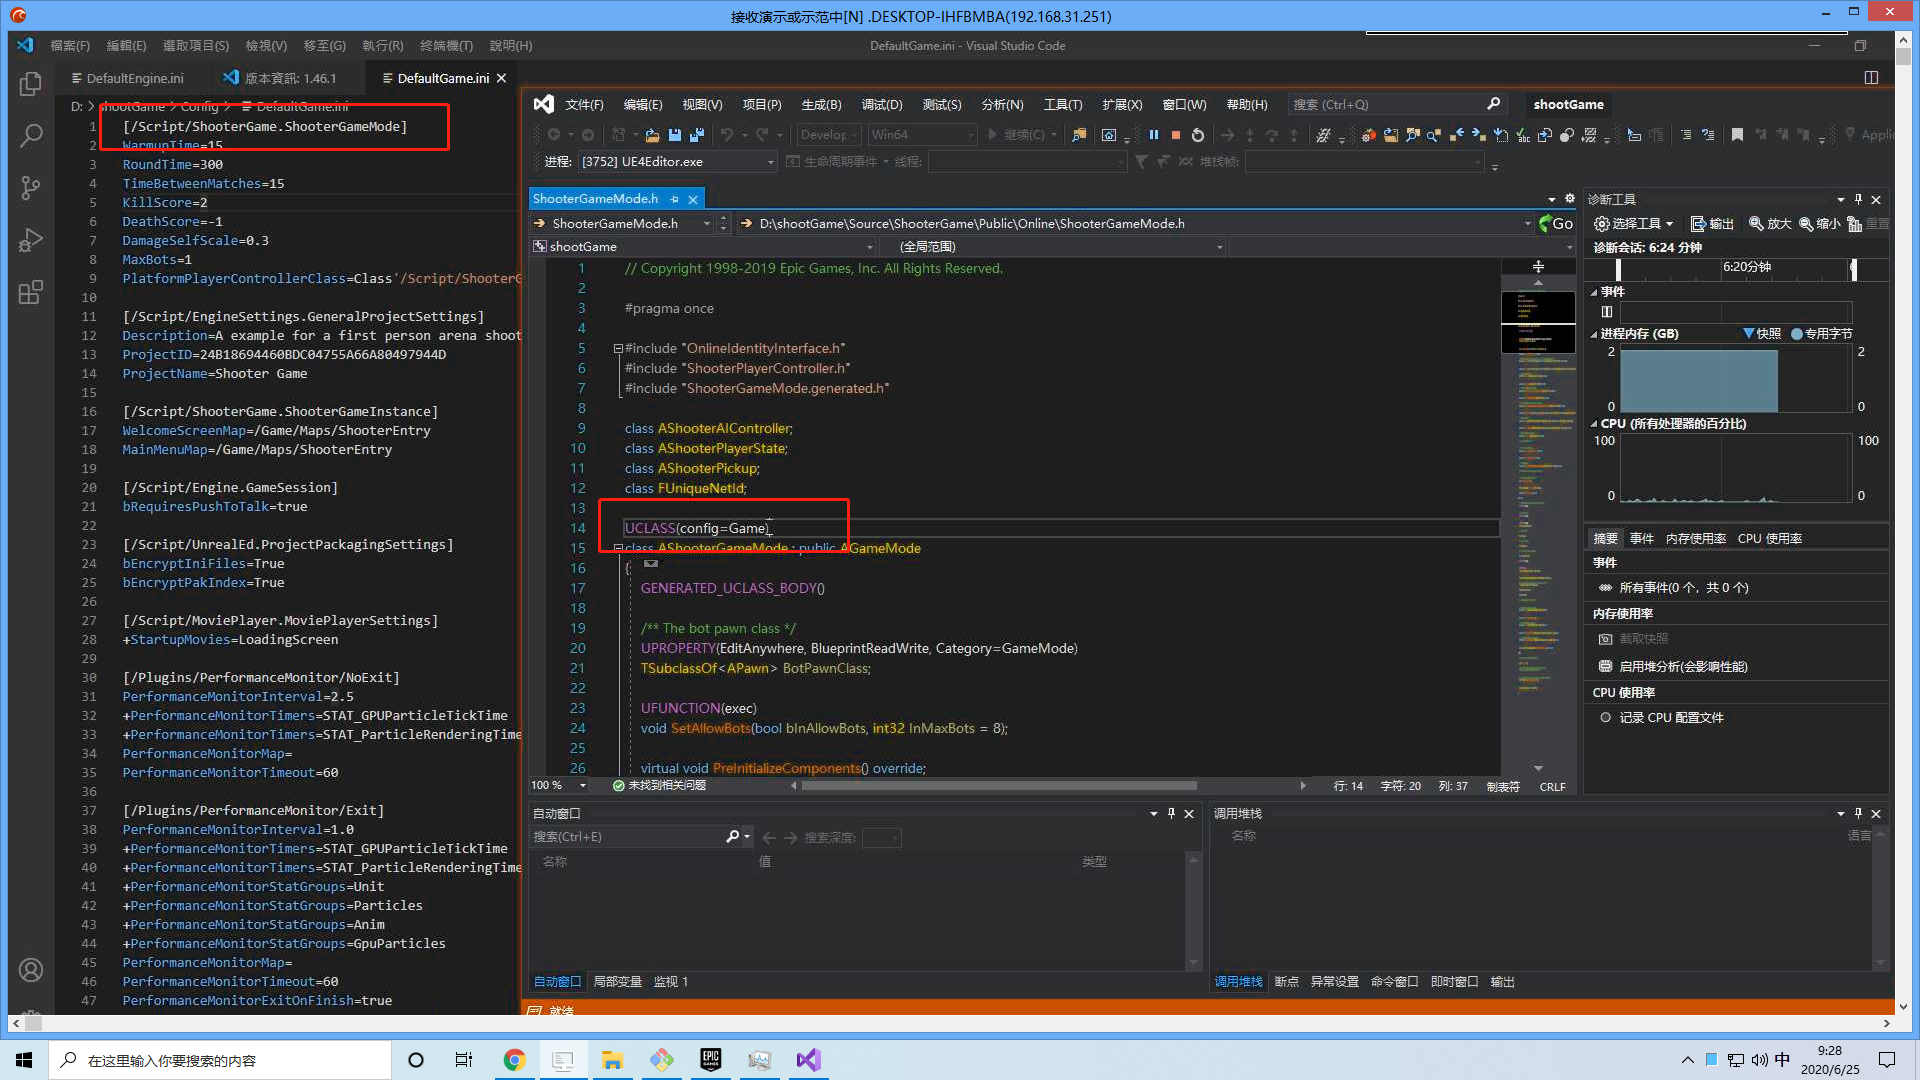 接收演示或示范中[N] .DESKTOP-IHFBMBA(192.168.31.251)
檔案(F) 編輯(E) 選取項目(S) 檢視(V) 移至(G) 執行(R) 終端機(T) 說明(H)
DefaultGame.ini - Visual Studio Code
DefaultEngine.ini 版本資訊: 1.46.1 DefaultGame.ini
D: > shootGame > Config > DefaultGame.ini
1 [/Script/ShooterGame.ShooterGameMode]
2 WarmupTime=15
3 RoundTime=300
4 TimeBetweenMatches=15
5 KillScore=2
6 DeathScore=-1
7 DamageSelfScale=0.3
8 MaxBots=1
9 PlatformPlayerControllerClass=Class'/Script/ShooterG
10
11 [/Script/EngineSettings.GeneralProjectSettings]
12 Description=A example for a first person arena shoot
13 ProjectID=24B18694460BDC04755A66A80497944D
14 ProjectName=Shooter Game
15
16 [/Script/ShooterGame.ShooterGameInstance]
17 WelcomeScreenMap=/Game/Maps/ShooterEntry
18 MainMenuMap=/Game/Maps/ShooterEntry
19
20 [/Script/Engine.GameSession]
21 bRequiresPushToTalk=true
22
23 [/Script/UnrealEd.ProjectPackagingSettings]
24 bEncryptIniFiles=True
25 bEncryptPakIndex=True
26
27 [/Script/MoviePlayer.MoviePlayerSettings]
28 +StartupMovies=LoadingScreen
29
30 [/Plugins/PerformanceMonitor/NoExit]
31 PerformanceMonitorInterval=2.5
32 +PerformanceMonitorTimers=STAT_GPUParticleTickTime
33 +PerformanceMonitorTimers=STAT_ParticleRenderingTime
34 PerformanceMonitorMap=
35 PerformanceMonitorTimeout=60
36
37 [/Plugins/PerformanceMonitor/Exit]
38 PerformanceMonitorInterval=1.0
39 +PerformanceMonitorTimers=STAT_GPUParticleTickTime
40 +PerformanceMonitorTimers=STAT_ParticleRenderingTime
41 +PerformanceMonitorStatGroups=Unit
42 +PerformanceMonitorStatGroups=Particles
43 +PerformanceMonitorStatGroups=Anim
44 +PerformanceMonitorStatGroups=GpuParticles
45 PerformanceMonitorMap=
46 PerformanceMonitorTimeout=60
47 PerformanceMonitorExitOnFinish=true
文件(F) 编辑(E) 视图(V) 项目(P) 生成(B) 调试(D) 测试(S) 分析(N) 工具(T) 扩展(X) 窗口(W) 帮助(H) 搜索 (Ctrl+Q) shootGame
Develop Win64 继续(C) Applic
进程: [3752] UE4Editor.exe 生命周期事件 线程: 堆栈帧:
ShooterGameMode.h
ShooterGameMode.h D:\shootGame\Source\ShooterGame\Public\Online\ShooterGameMode.h Go
shootGame (全局范围)
1 // Copyright 1998-2019 Epic Games, Inc. All Rights Reserved.
2
3 #pragma once
4
5 #include "OnlineIdentityInterface.h"
6 #include "ShooterPlayerController.h"
7 #include "ShooterGameMode.generated.h"
8
9 class AShooterAIController;
10 class AShooterPlayerState;
11 class AShooterPickup;
12 class FUniqueNetId;
13
14 UCLASS(config=Game)
15 class AShooterGameMode : public AGameMode
16 {
17 GENERATED_UCLASS_BODY()
18
19 /** The bot pawn class */
20 UPROPERTY(EditAnywhere, BlueprintReadWrite, Category=GameMode)
21 TSubclassOf<APawn> BotPawnClass;
22
23 UFUNCTION(exec)
24 void SetAllowBots(bool bInAllowBots, int32 InMaxBots = 8);
25
26 virtual void PreInitializeComponents() override;
100 % 未找到相关问题 行: 14 字符: 20 列: 37 制表符 CRLF
诊断工具
选择工具 输出 放大 缩小 重置
诊断会话: 6:24 分钟
6:20分钟
事件
进程内存 (GB) 快照 专用字节
2 2
0 0
CPU (所有处理器的百分比)
100 100
0 0
摘要 事件 内存使用率 CPU 使用率
事件
所有事件(0 个，共 0 个)
内存使用率
截取快照
启用堆分析(会影响性能)
CPU 使用率
记录 CPU 配置文件
自动窗口
搜索(Ctrl+E) 搜索深度:
名称 值 类型
自动窗口 局部变量 监视 1
调用堆栈
名称 语言
调用堆栈 断点 异常设置 命令窗口 即时窗口 输出
就绪
在这里输入你要搜索的内容
EPIC GAMES
中
9:28
2020/6/25